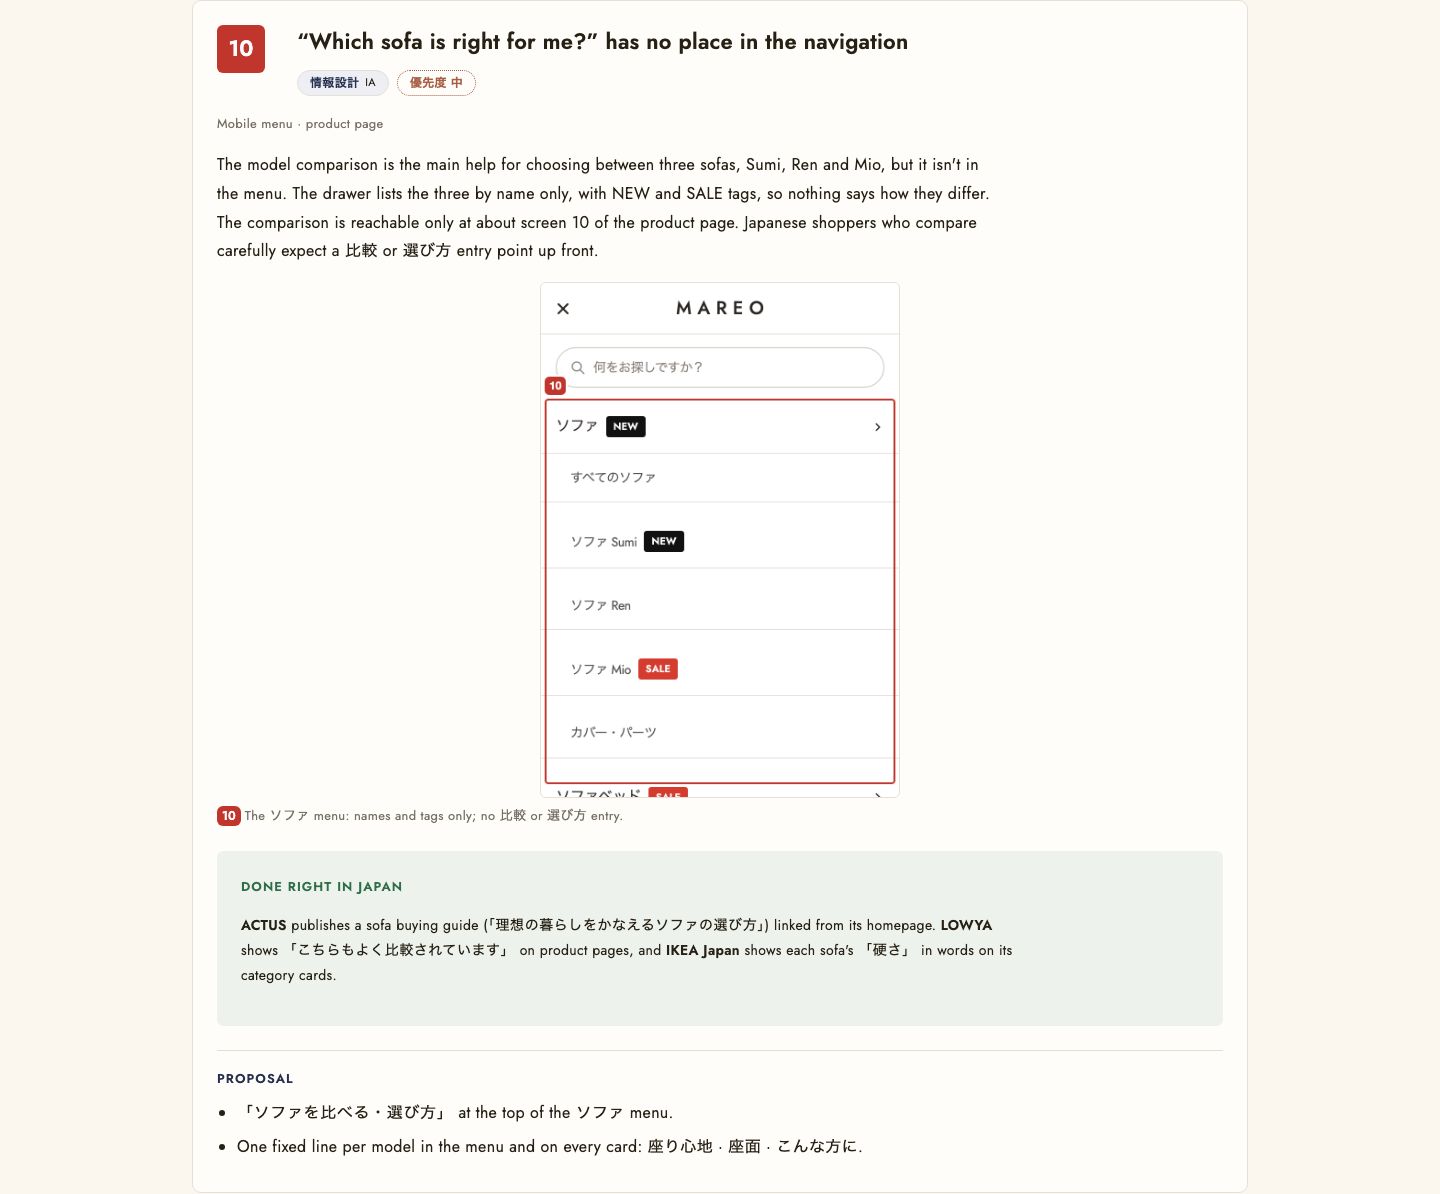 10
“Which sofa is right for me?” has no place in the navigation
情報設計 IA
優先度 中
Mobile menu · product page
The model comparison is the main help for choosing between three sofas, Sumi, Ren and Mio, but it isn't in
the menu. The drawer lists the three by name only, with NEW and SALE tags, so nothing says how they differ.
The comparison is reachable only at about screen 10 of the product page. Japanese shoppers who compare
carefully expect a 比較 or 選び方 entry point up front.
MAREO
何をお探しですか？
10
ソファ NEW
すべてのソファ
ソファ Sumi NEW
ソファ Ren
ソファ Mio SALE
カバー・パーツ
ソファベッド SALE
10 The ソファ menu: names and tags only; no 比較 or 選び方 entry.
DONE RIGHT IN JAPAN
ACTUS publishes a sofa buying guide (「理想の暮らしをかなえるソファの選び方」) linked from its homepage. LOWYA
shows 「こちらもよく比較されています」 on product pages, and IKEA Japan shows each sofa's 「硬さ」 in words on its
category cards.
PROPOSAL
• 「ソファを比べる・選び方」 at the top of the ソファ menu.
• One fixed line per model in the menu and on every card: 座り心地 · 座面 · こんな方に.